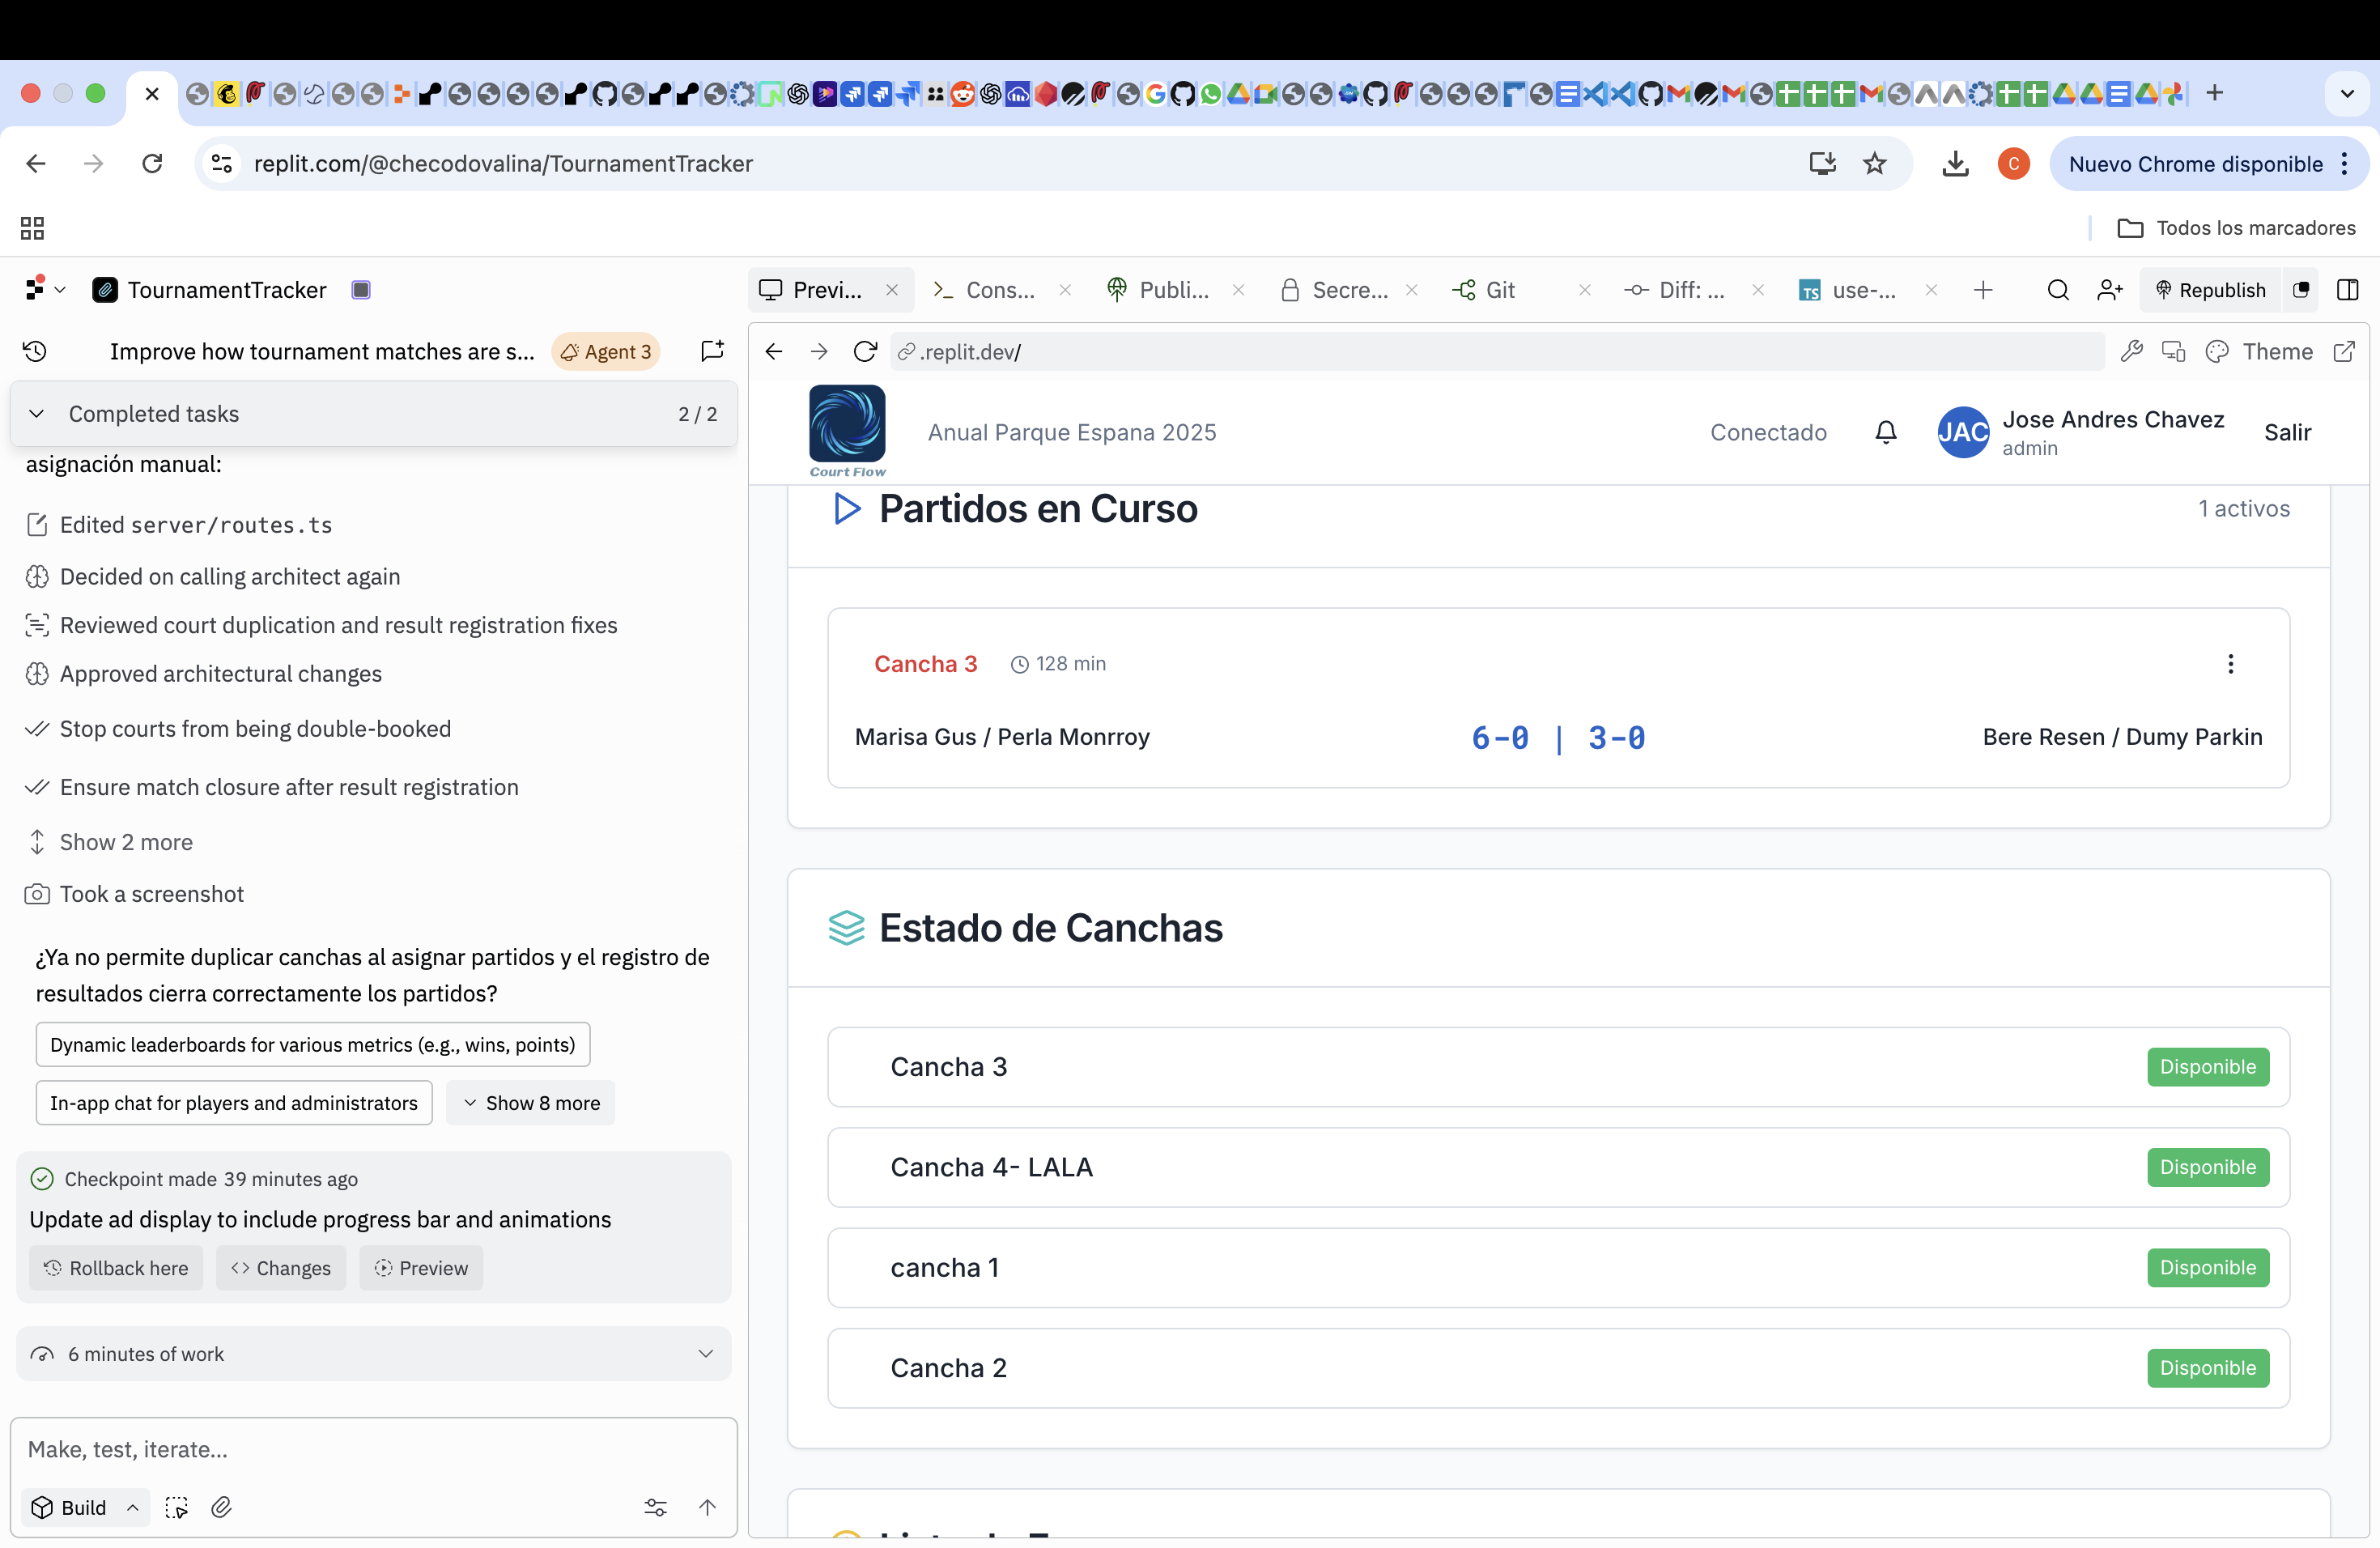 replit.com/@checodovalina/TournamentTracker
Nuevo Chrome disponible
Todos los marcadores
TournamentTracker
Previ...
Cons...
Publi...
Secre...
Git
Diff: ...
TS use-...
Republish
Improve how tournament matches are s...
Agent 3
.replit.dev/
Theme
Completed tasks
2 / 2
asignación manual:
Edited server/routes.ts
Decided on calling architect again
Reviewed court duplication and result registration fixes
Approved architectural changes
Stop courts from being double-booked
Ensure match closure after result registration
Show 2 more
Took a screenshot
¿Ya no permite duplicar canchas al asignar partidos y el registro de
resultados cierra correctamente los partidos?
Dynamic leaderboards for various metrics (e.g., wins, points)
In-app chat for players and administrators
Show 8 more
Checkpoint made 39 minutes ago
Update ad display to include progress bar and animations
Rollback here
Changes
Preview
6 minutes of work
Make, test, iterate...
Build
Court Flow
Anual Parque Espana 2025
Conectado
JAC
Jose Andres Chavez
admin
Salir
C
Partidos en Curso
1 activos
Cancha 3
128 min
Marisa Gus / Perla Monrroy
6-0 | 3-0
Bere Resen / Dumy Parkin
Estado de Canchas
Cancha 3
Disponible
Cancha 4- LALA
Disponible
cancha 1
Disponible
Cancha 2
Disponible